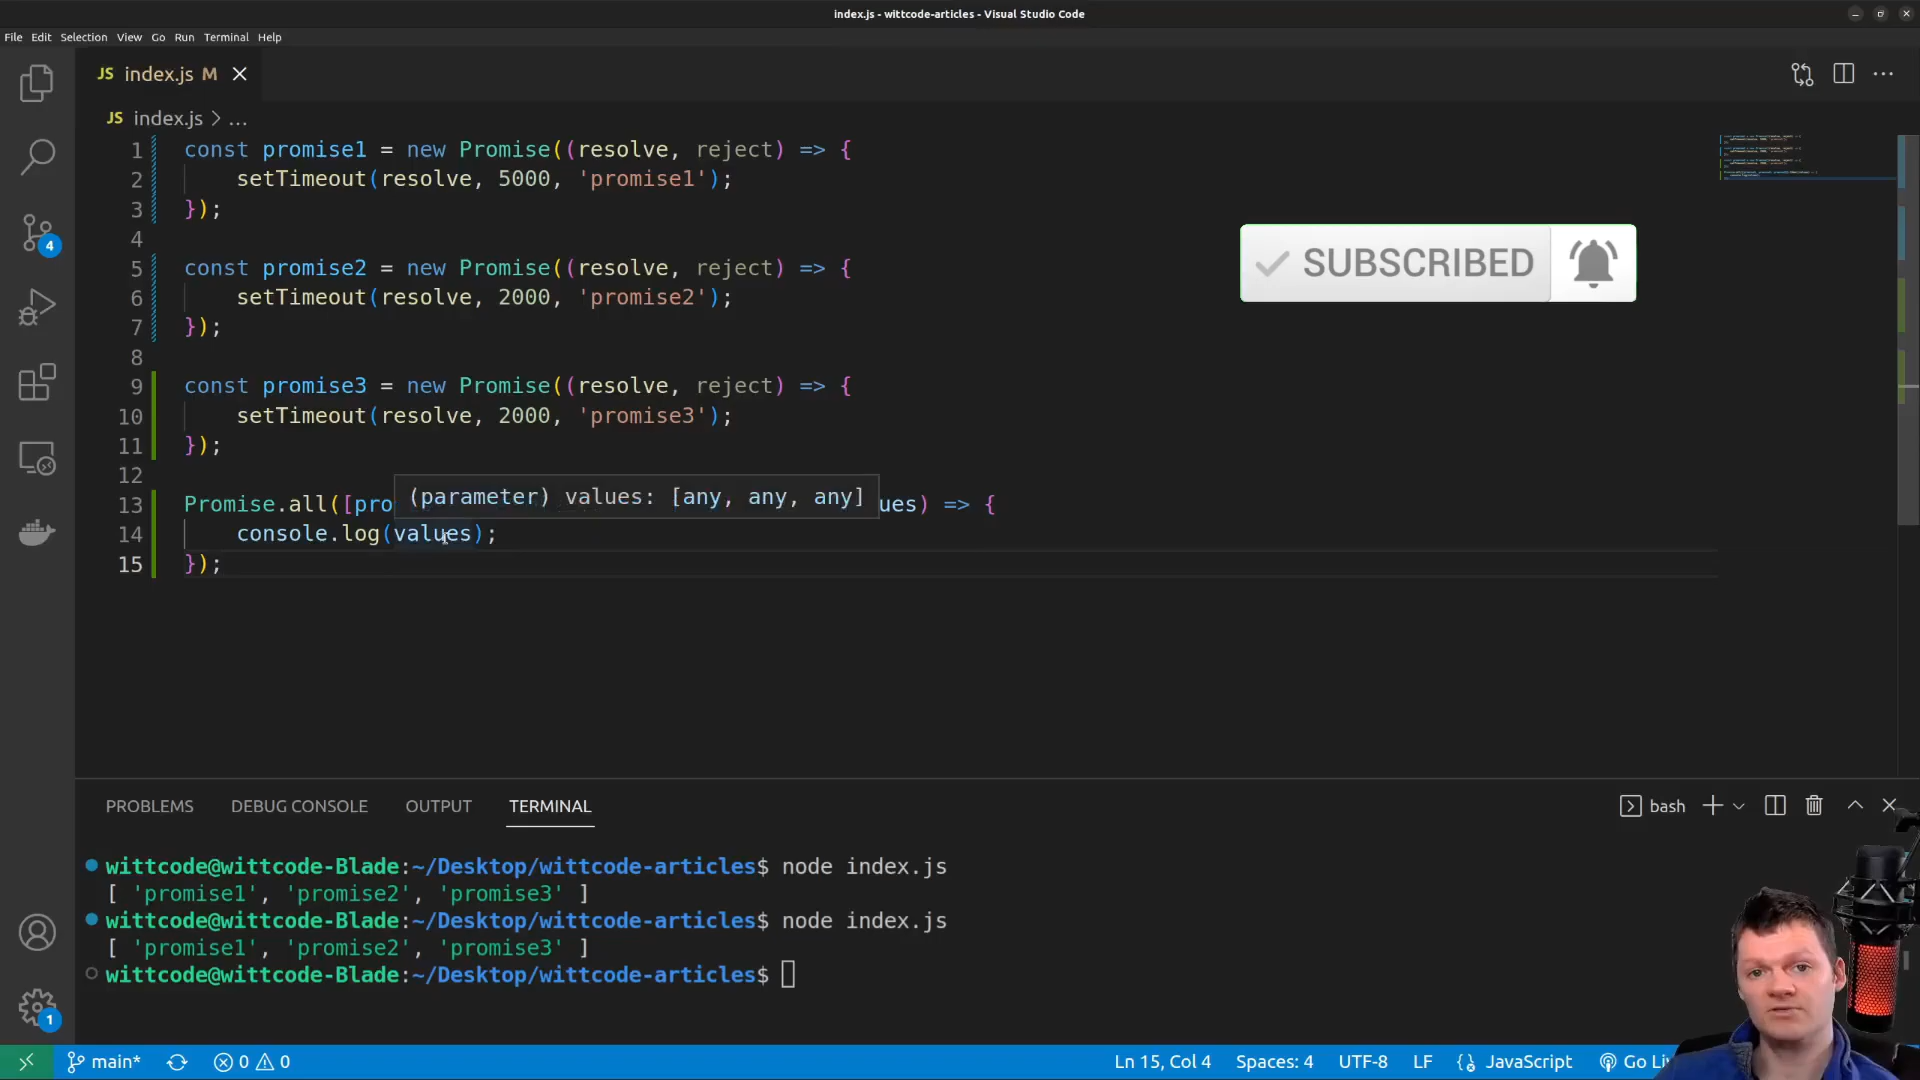 index.js - wittcode-articles - Visual Studio Code
File Edit Selection View Go Run Terminal Help
JS index.js M
JS index.js > ...
1 const promise1 = new Promise((resolve, reject) => {
2 setTimeout(resolve, 5000, 'promise1');
3 });
4
5 const promise2 = new Promise((resolve, reject) => {
6 setTimeout(resolve, 2000, 'promise2');
7 });
8
9 const promise3 = new Promise((resolve, reject) => {
10 setTimeout(resolve, 2000, 'promise3');
11 });
12
(parameter) values: [any, any, any]
13 Promise.all([pro ues) => {
14 console.log(values);
15 });
SUBSCRIBED
4
1
PROBLEMS DEBUG CONSOLE OUTPUT TERMINAL
bash
wittcode@wittcode-Blade:~/Desktop/wittcode-articles$ node index.js
[ 'promise1', 'promise2', 'promise3' ]
wittcode@wittcode-Blade:~/Desktop/wittcode-articles$ node index.js
[ 'promise1', 'promise2', 'promise3' ]
wittcode@wittcode-Blade:~/Desktop/wittcode-articles$
main* 0 0 Ln 15, Col 4 Spaces: 4 UTF-8 LF {} JavaScript Go Li